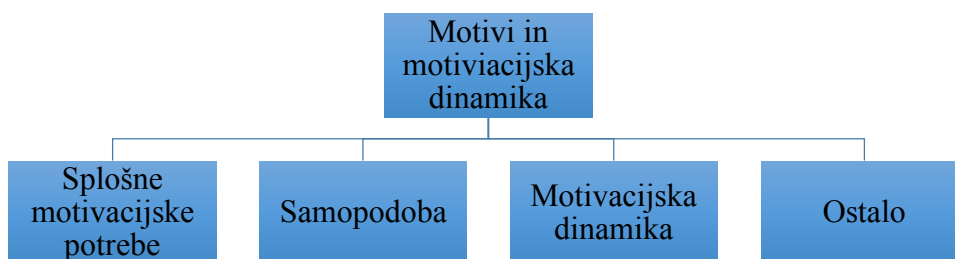 Motivi in
motiviacijska
dinamika
Splošne
motivacijske
potrebe
Samopodoba
Motivacijska
dinamika
Ostalo